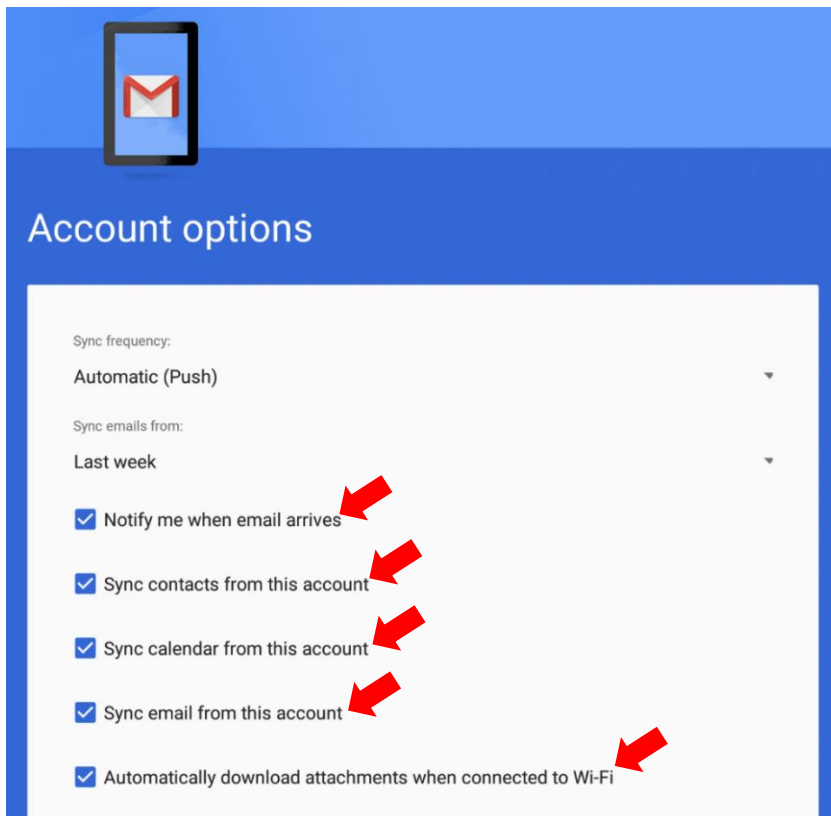 Account options
Sync frequency:
Automatic (Push)
Sync emails from:
Last week
Notify me when email arrives
Sync contacts from this account
Sync calendar from this account
Sync email from this account
Automatically download attachments when connected to Wi-Fi